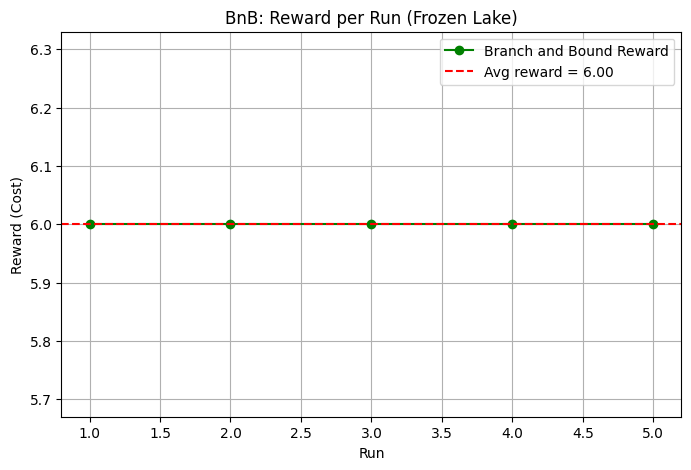 BnB: Reward per Run (Frozen Lake)
Branch and Bound Reward
Avg reward = 6.00
Reward (Cost)
6.3
6.2
6.1
6.0
5.9
5.8
5.7
1.0 1.5 2.0 2.5 3.0 3.5 4.0 4.5 5.0
Run